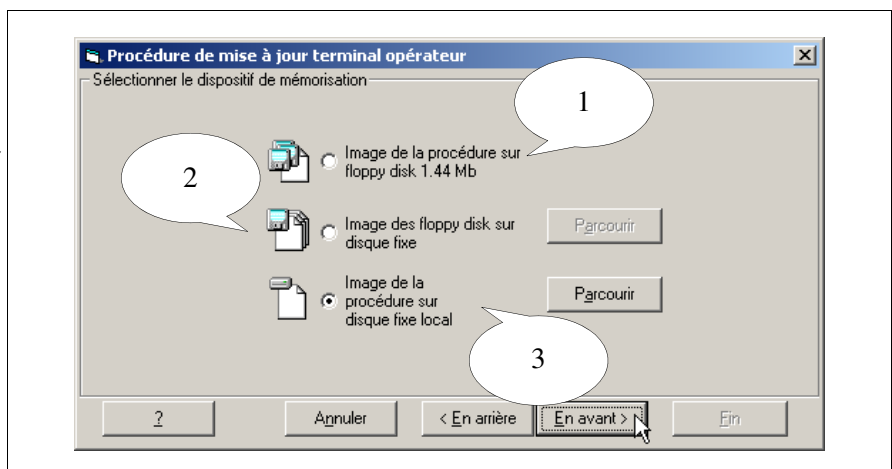 Procédure de mise à jour terminal opérateur
Sélectionner le dispositif de mémorisation
1
Image de la procédure sur
floppy disk 1.44 Mb
2
Image des floppy disk sur
disque fixe
Parcourir
Image de la
procédure sur
disque fixe local
Parcourir
3
?
Annuler
< En arrière
En avant >
Fin